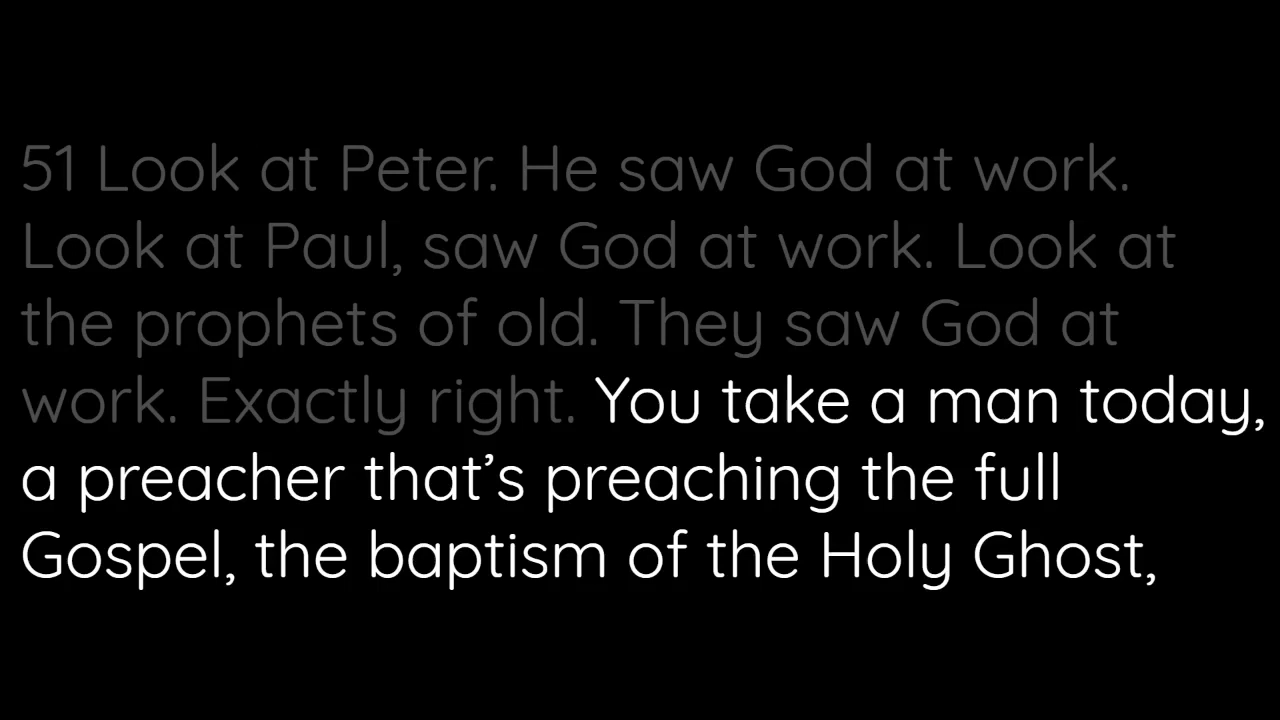 51 Look at Peter. He saw God at work.
Look at Paul, saw God at work. Look at
the prophets of old. They saw God at
work. Exactly right. You take a man today,
a preacher that’s preaching the full
Gospel, the baptism of the Holy Ghost,